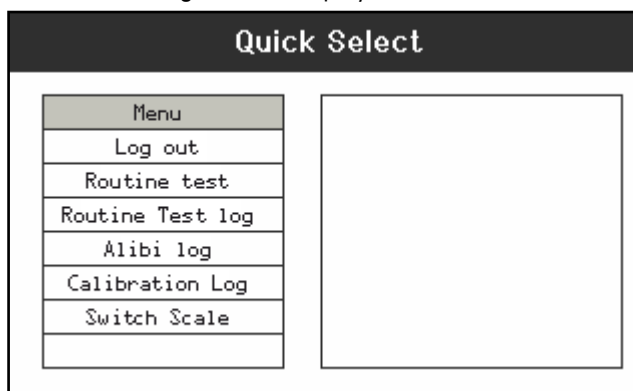 Quick Select
Menu
Log out
Routine test
Routine Test log
Alibi log
Calibration Log
Switch Scale